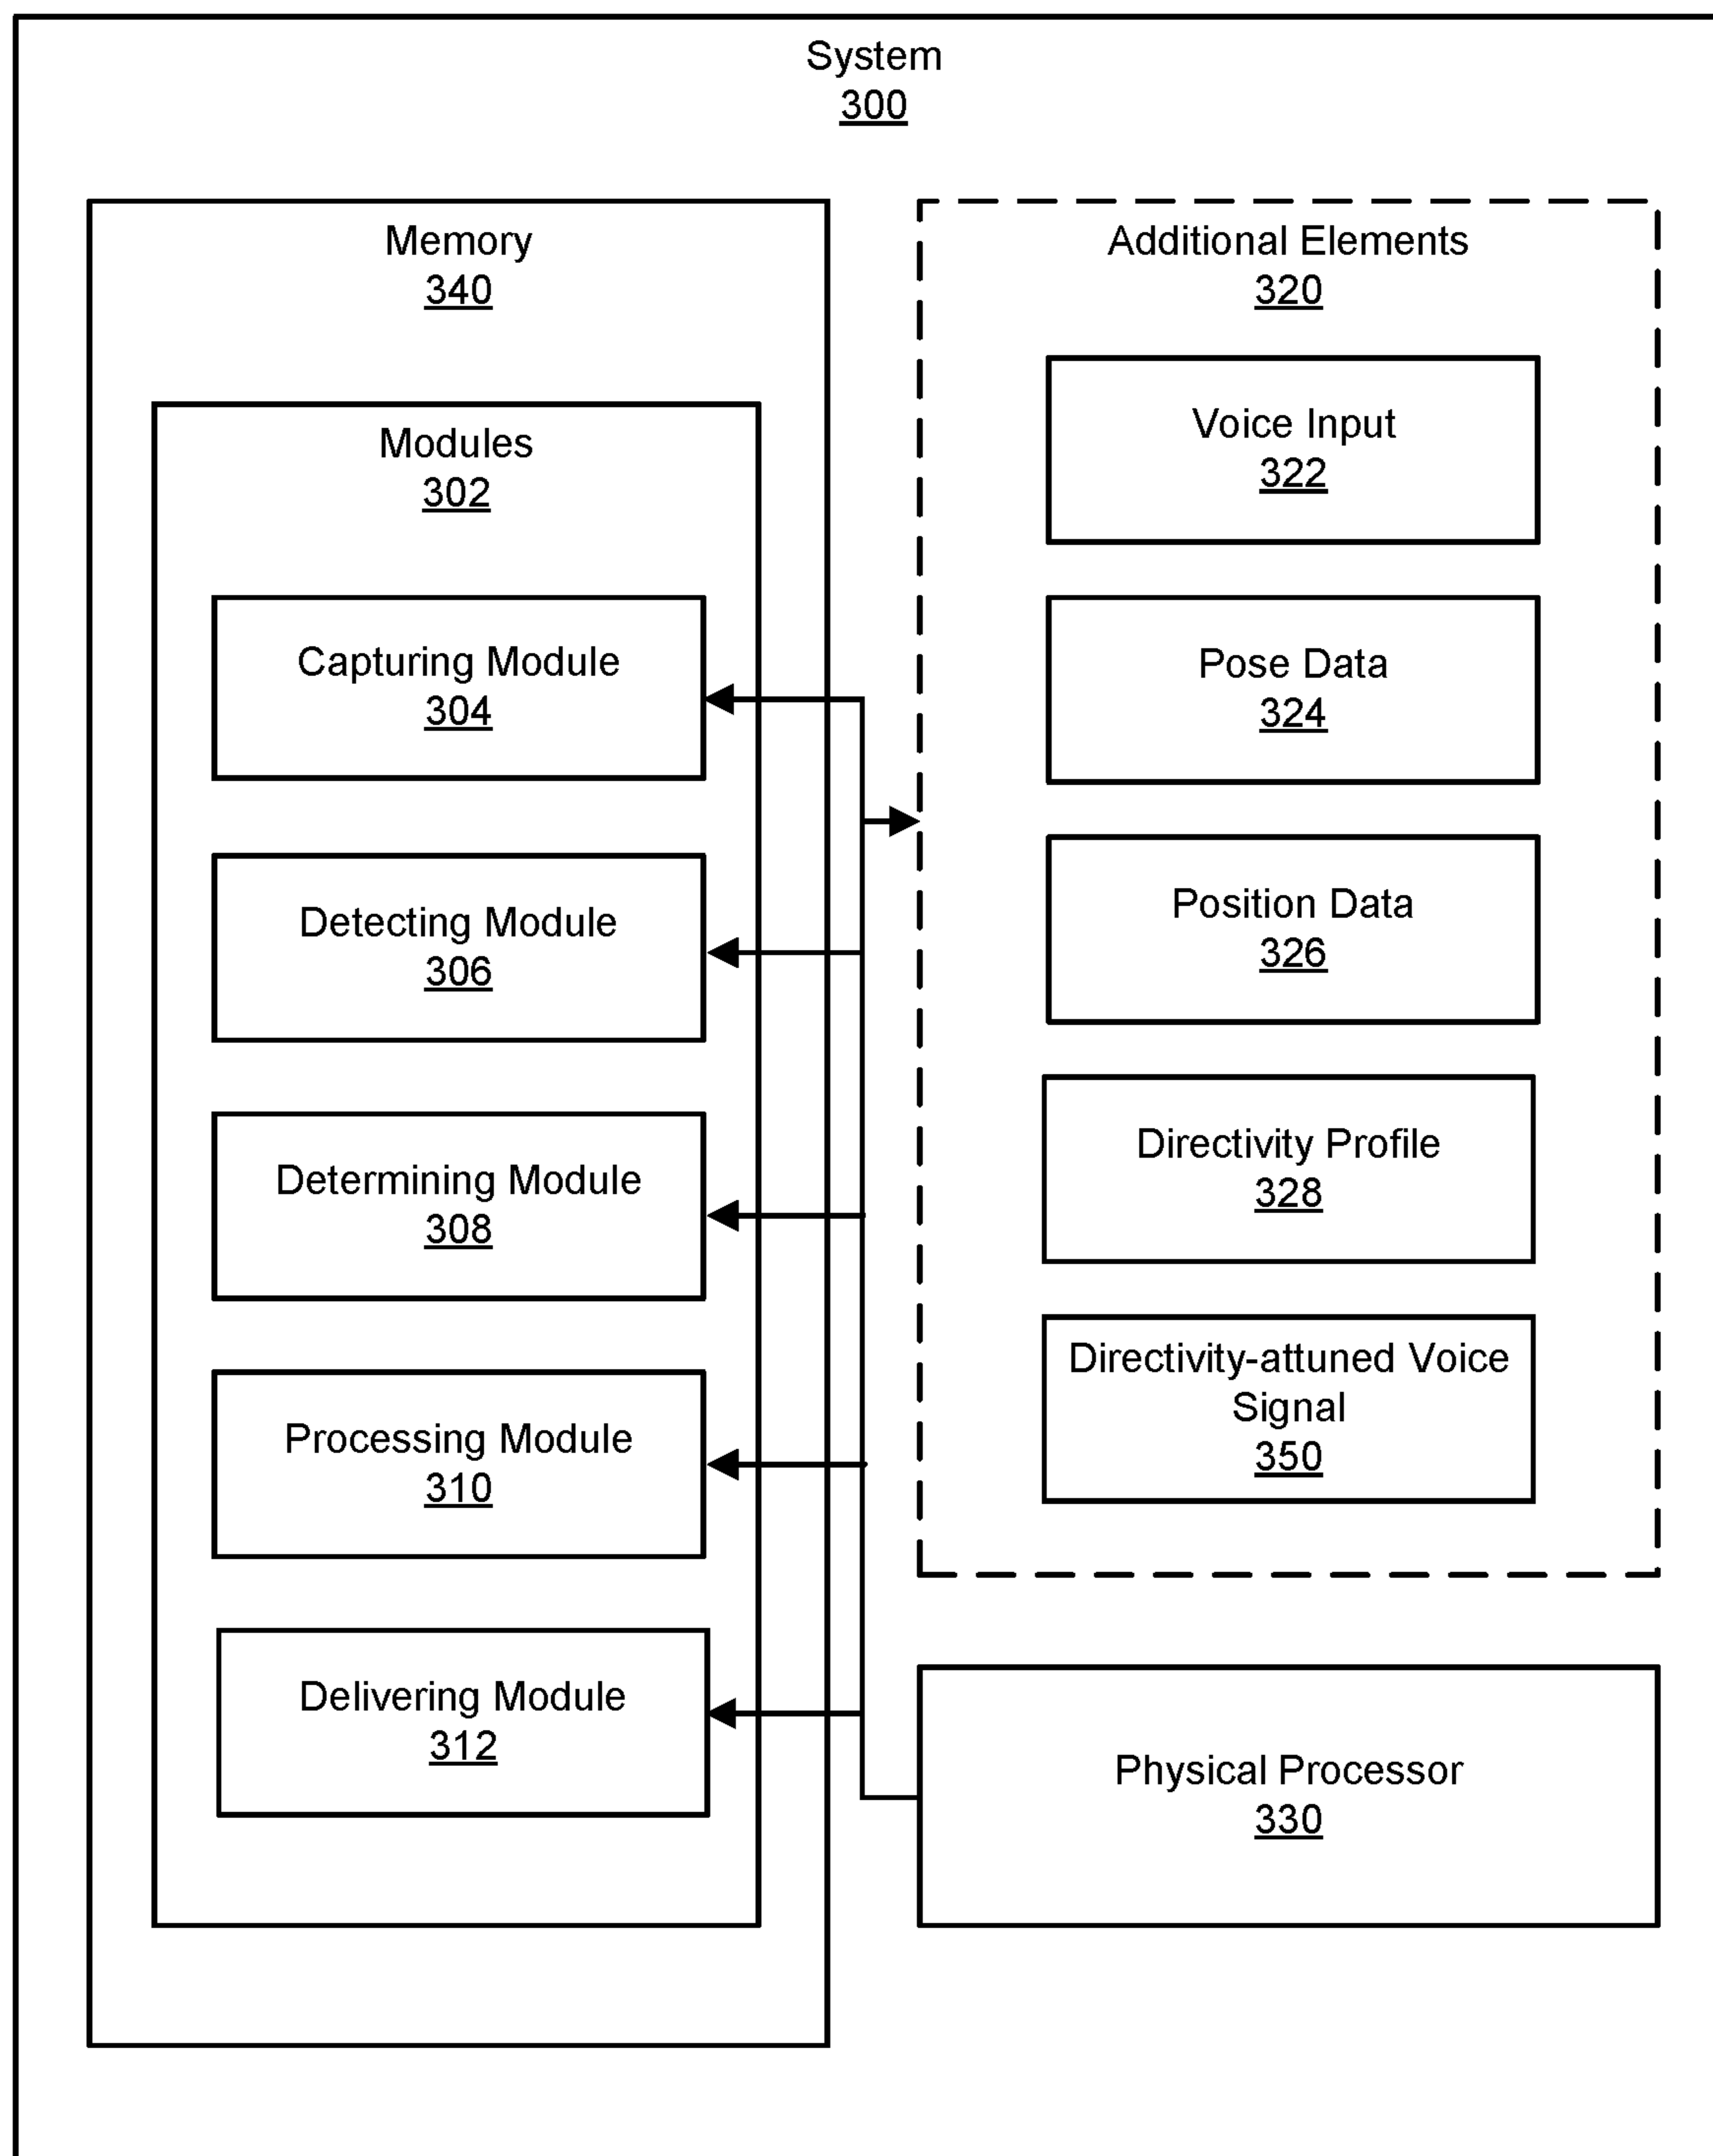 System
300
Memory
340
Modules
302
Capturing Module
304
Detecting Module
306
Determining Module
308
Processing Module
310
Delivering Module
312
Additional Elements
320
Voice Input
322
Pose Data
324
Position Data
326
Directivity Profile
328
Directivity-attuned Voice
Signal
350
Physical Processor
330